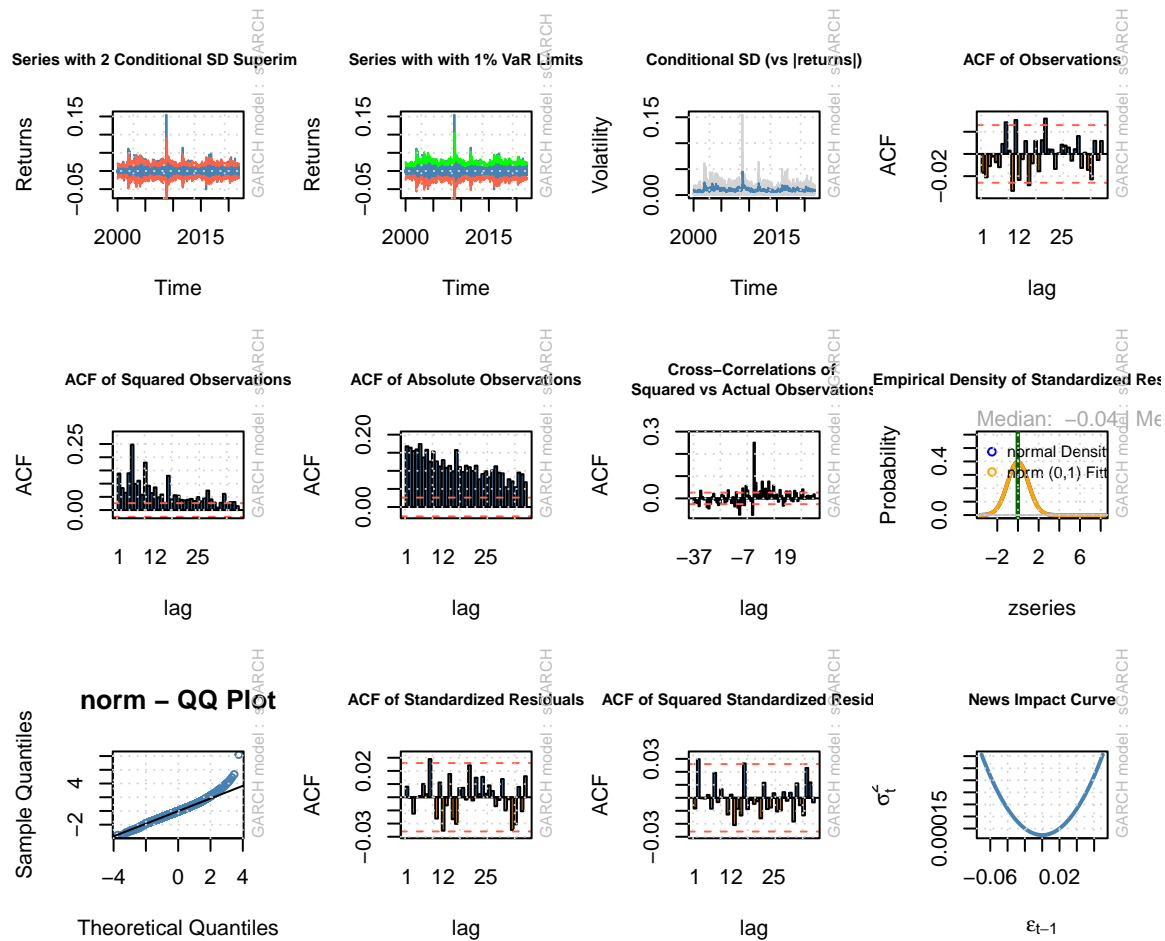 Series with 2 Conditional SD Superim
Returns
0.15
−0.05
2000 2015
Time
GARCH model : sGARCH
Series with with 1% VaR Limits
Returns
0.15
−0.05
2000 2015
Time
GARCH model : sGARCH
Conditional SD (vs |returns|)
Volatility
0.15
0.00
2000 2015
Time
GARCH model : sGARCH
ACF of Observations
ACF
−0.02
1 12 25
lag
GARCH model : sGARCH
ACF of Squared Observations
ACF
0.25
0.00
1 12 25
lag
GARCH model : sGARCH
ACF of Absolute Observations
ACF
0.20
0.00
1 12 25
lag
GARCH model : sGARCH
Cross−Correlations of
Squared vs Actual Observations
ACF
0.3
0.0
−37 −7 19
lag
GARCH model : sGARCH
Empirical Density of Standardized Res
Median: −0.04 | Me
Probability
0.4
0.0
normal Densit
norm (0,1) Fitt
−2 2 6
zseries
GARCH model : sGARCH
norm − QQ Plot
Sample Quantiles
4
−2
−4 0 2 4
Theoretical Quantiles
GARCH model : sGARCH
ACF of Standardized Residuals
ACF
0.02
−0.03
1 12 25
lag
GARCH model : sGARCH
ACF of Squared Standardized Resid
ACF
0.03
−0.03
1 12 25
lag
GARCH model : sGARCH
News Impact Curve
σt2
0.00015
−0.06 0.02
εt−1
GARCH model : sGARCH